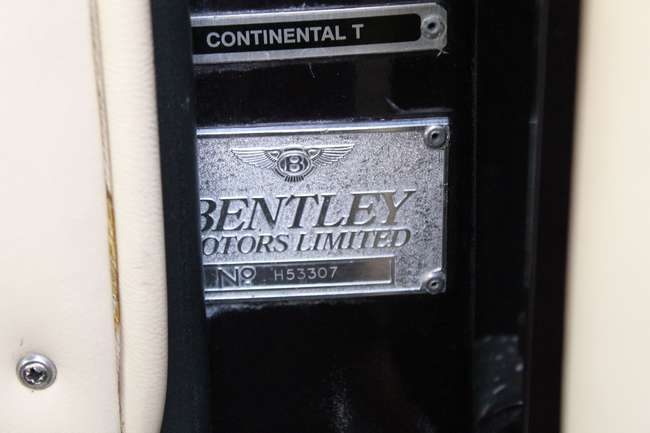 CONTINENTAL T
B
BENTLEY
MOTORS LIMITED
Nº H53307